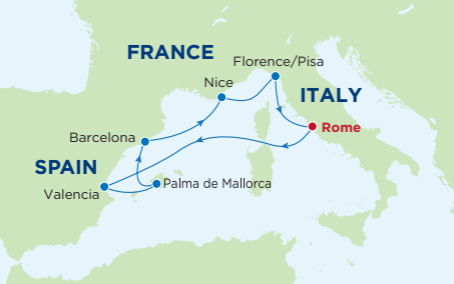 FRANCE
Florence/Pisa
Nice
ITALY
Rome
Barcelona
SPAIN
Valencia
Palma de Mallorca